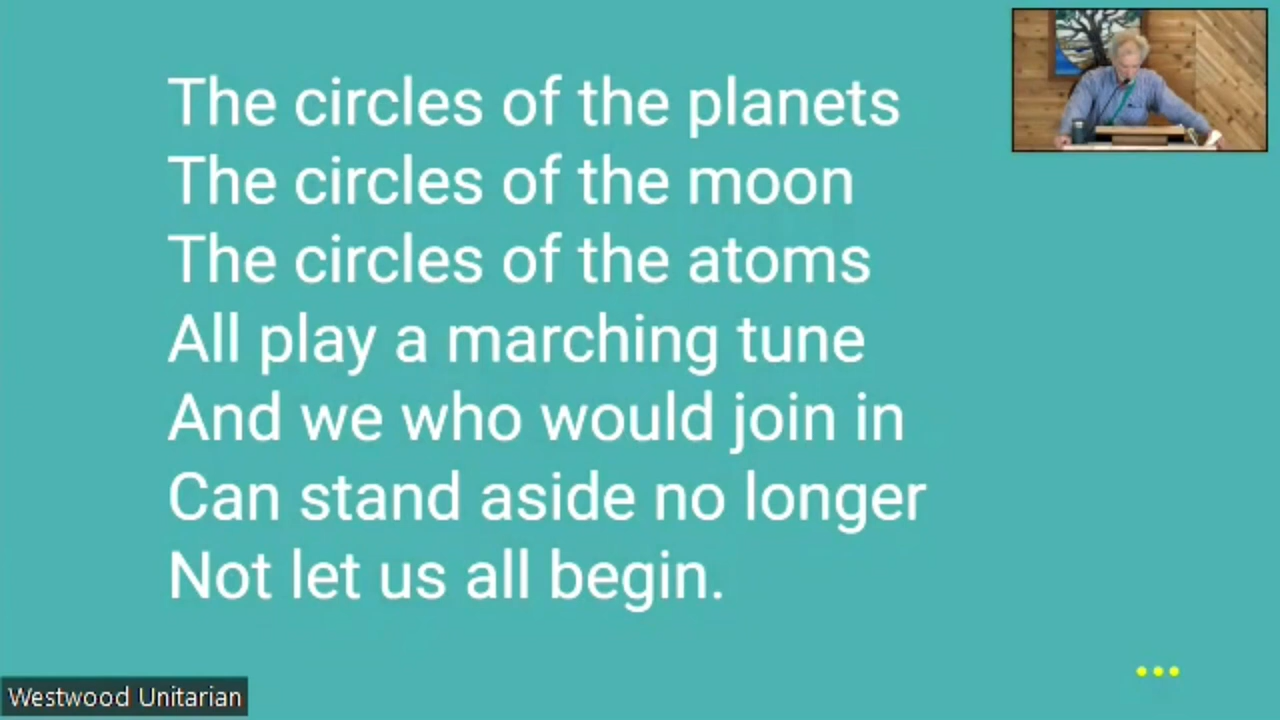 The circles of the planets
The circles of the moon
The circles of the atoms
All play a marching tune
And we who would join in
Can stand aside no longer
Not let us all begin.
Westwood Unitarian